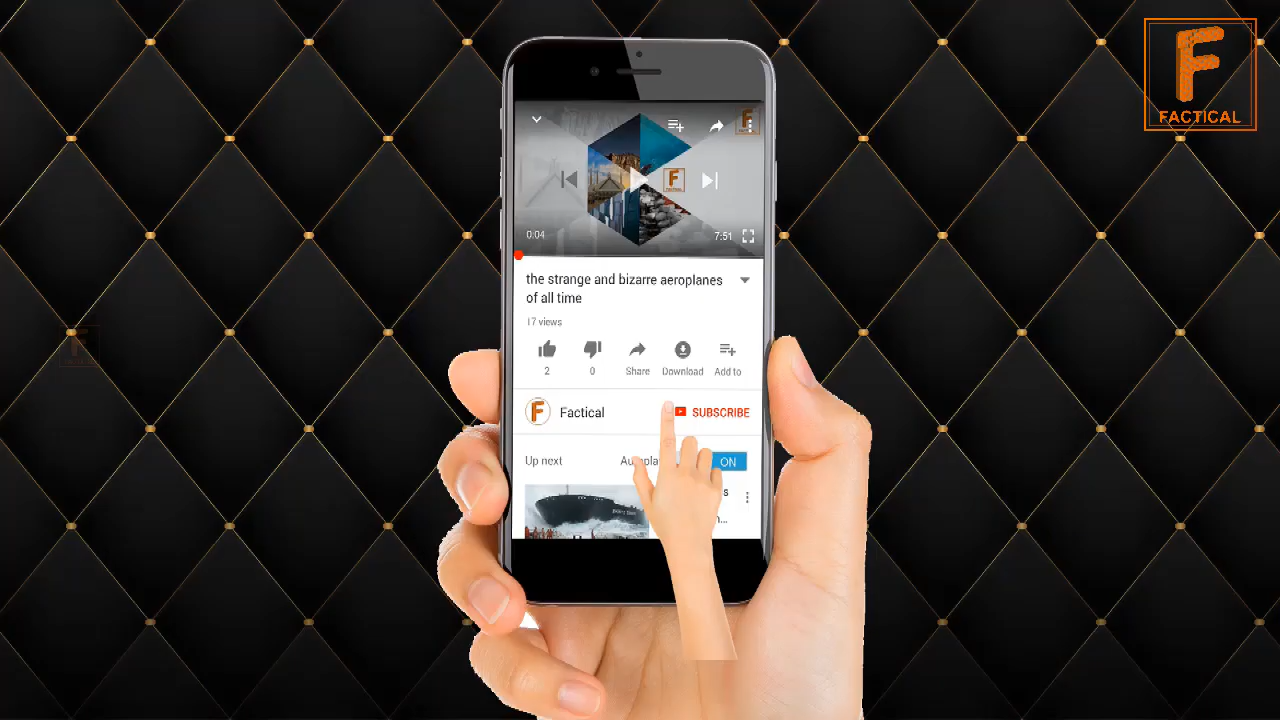 F
FACTICAL
0:04
7:51
the strange and bizarre aeroplanes
of all time
17 views
2
0
Share
Download
Add to
F
Factical
SUBSCRIBE
Up next
ON